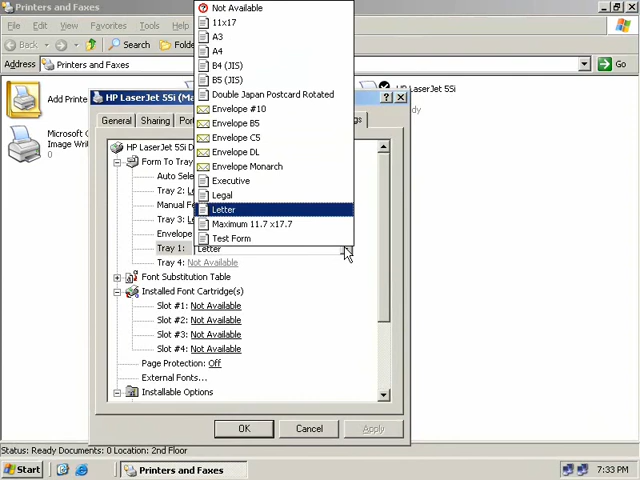 Printers and Faxes
File Edit View Favorites Tools Help
Back Search Folde
Address Printers and Faxes Go
Not Available
11x17
A3
A4
B4 (JIS)
B5 (JIS)
Double Japan Postcard Rotated
Envelope #10
Envelope B5
Envelope C5
Envelope DL
Envelope Monarch
Executive
Legal
Letter
Maximum 11.7 x17.7
Test Form
Add Printe
Microsoft
Image Writ
0
et 5Si
dy
HP LaserJet 5Si (Ma
General Sharing Por gs
HP LaserJet 5Si D
Form To Tray
Auto Sele
Tray 2: Le
Manual Fe
Tray 3: Le
Envelope
Tray 1: Letter
Tray 4: Not Available
Font Substitution Table
Installed Font Cartridge(s)
Slot #1: Not Available
Slot #2: Not Available
Slot #3: Not Available
Slot #4: Not Available
Page Protection: Off
External Fonts...
Installable Options
OK Cancel Apply
Status: Ready Documents: 0 Location: 2nd Floor
Start Printers and Faxes 7:33 PM